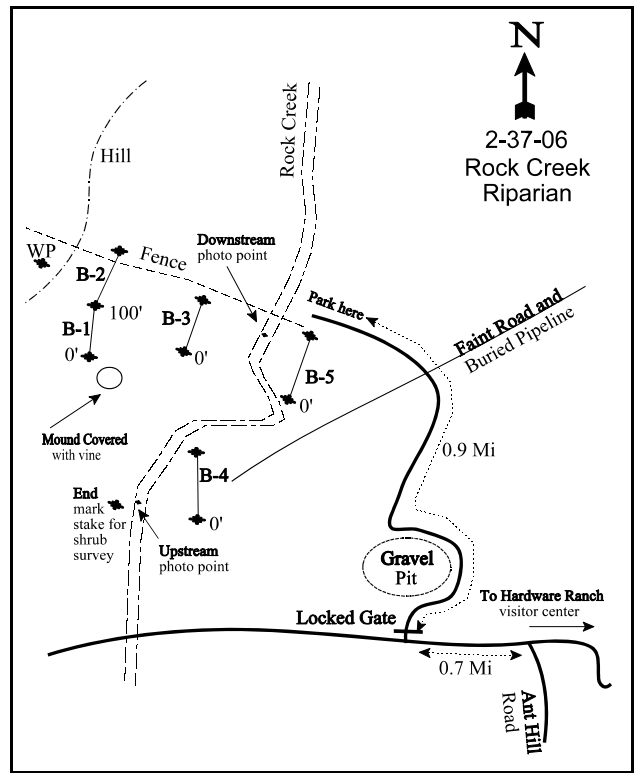 N
2-37-06
Rock Creek
Riparian
Rock Creek
Hill
WP
Fence
Downstream
photo point
B-2
100'
B-1
0'
B-3
0'
Park here
Faint Road and
Buried Pipeline
B-5
0'
Mound Covered
with vine
0.9 Mi
B-4
0'
End
mark
stake for
shrub
survey
Upstream
photo point
Gravel
Pit
Locked Gate
To Hardware Ranch
visitor center
0.7 Mi
Ant Hill
Road